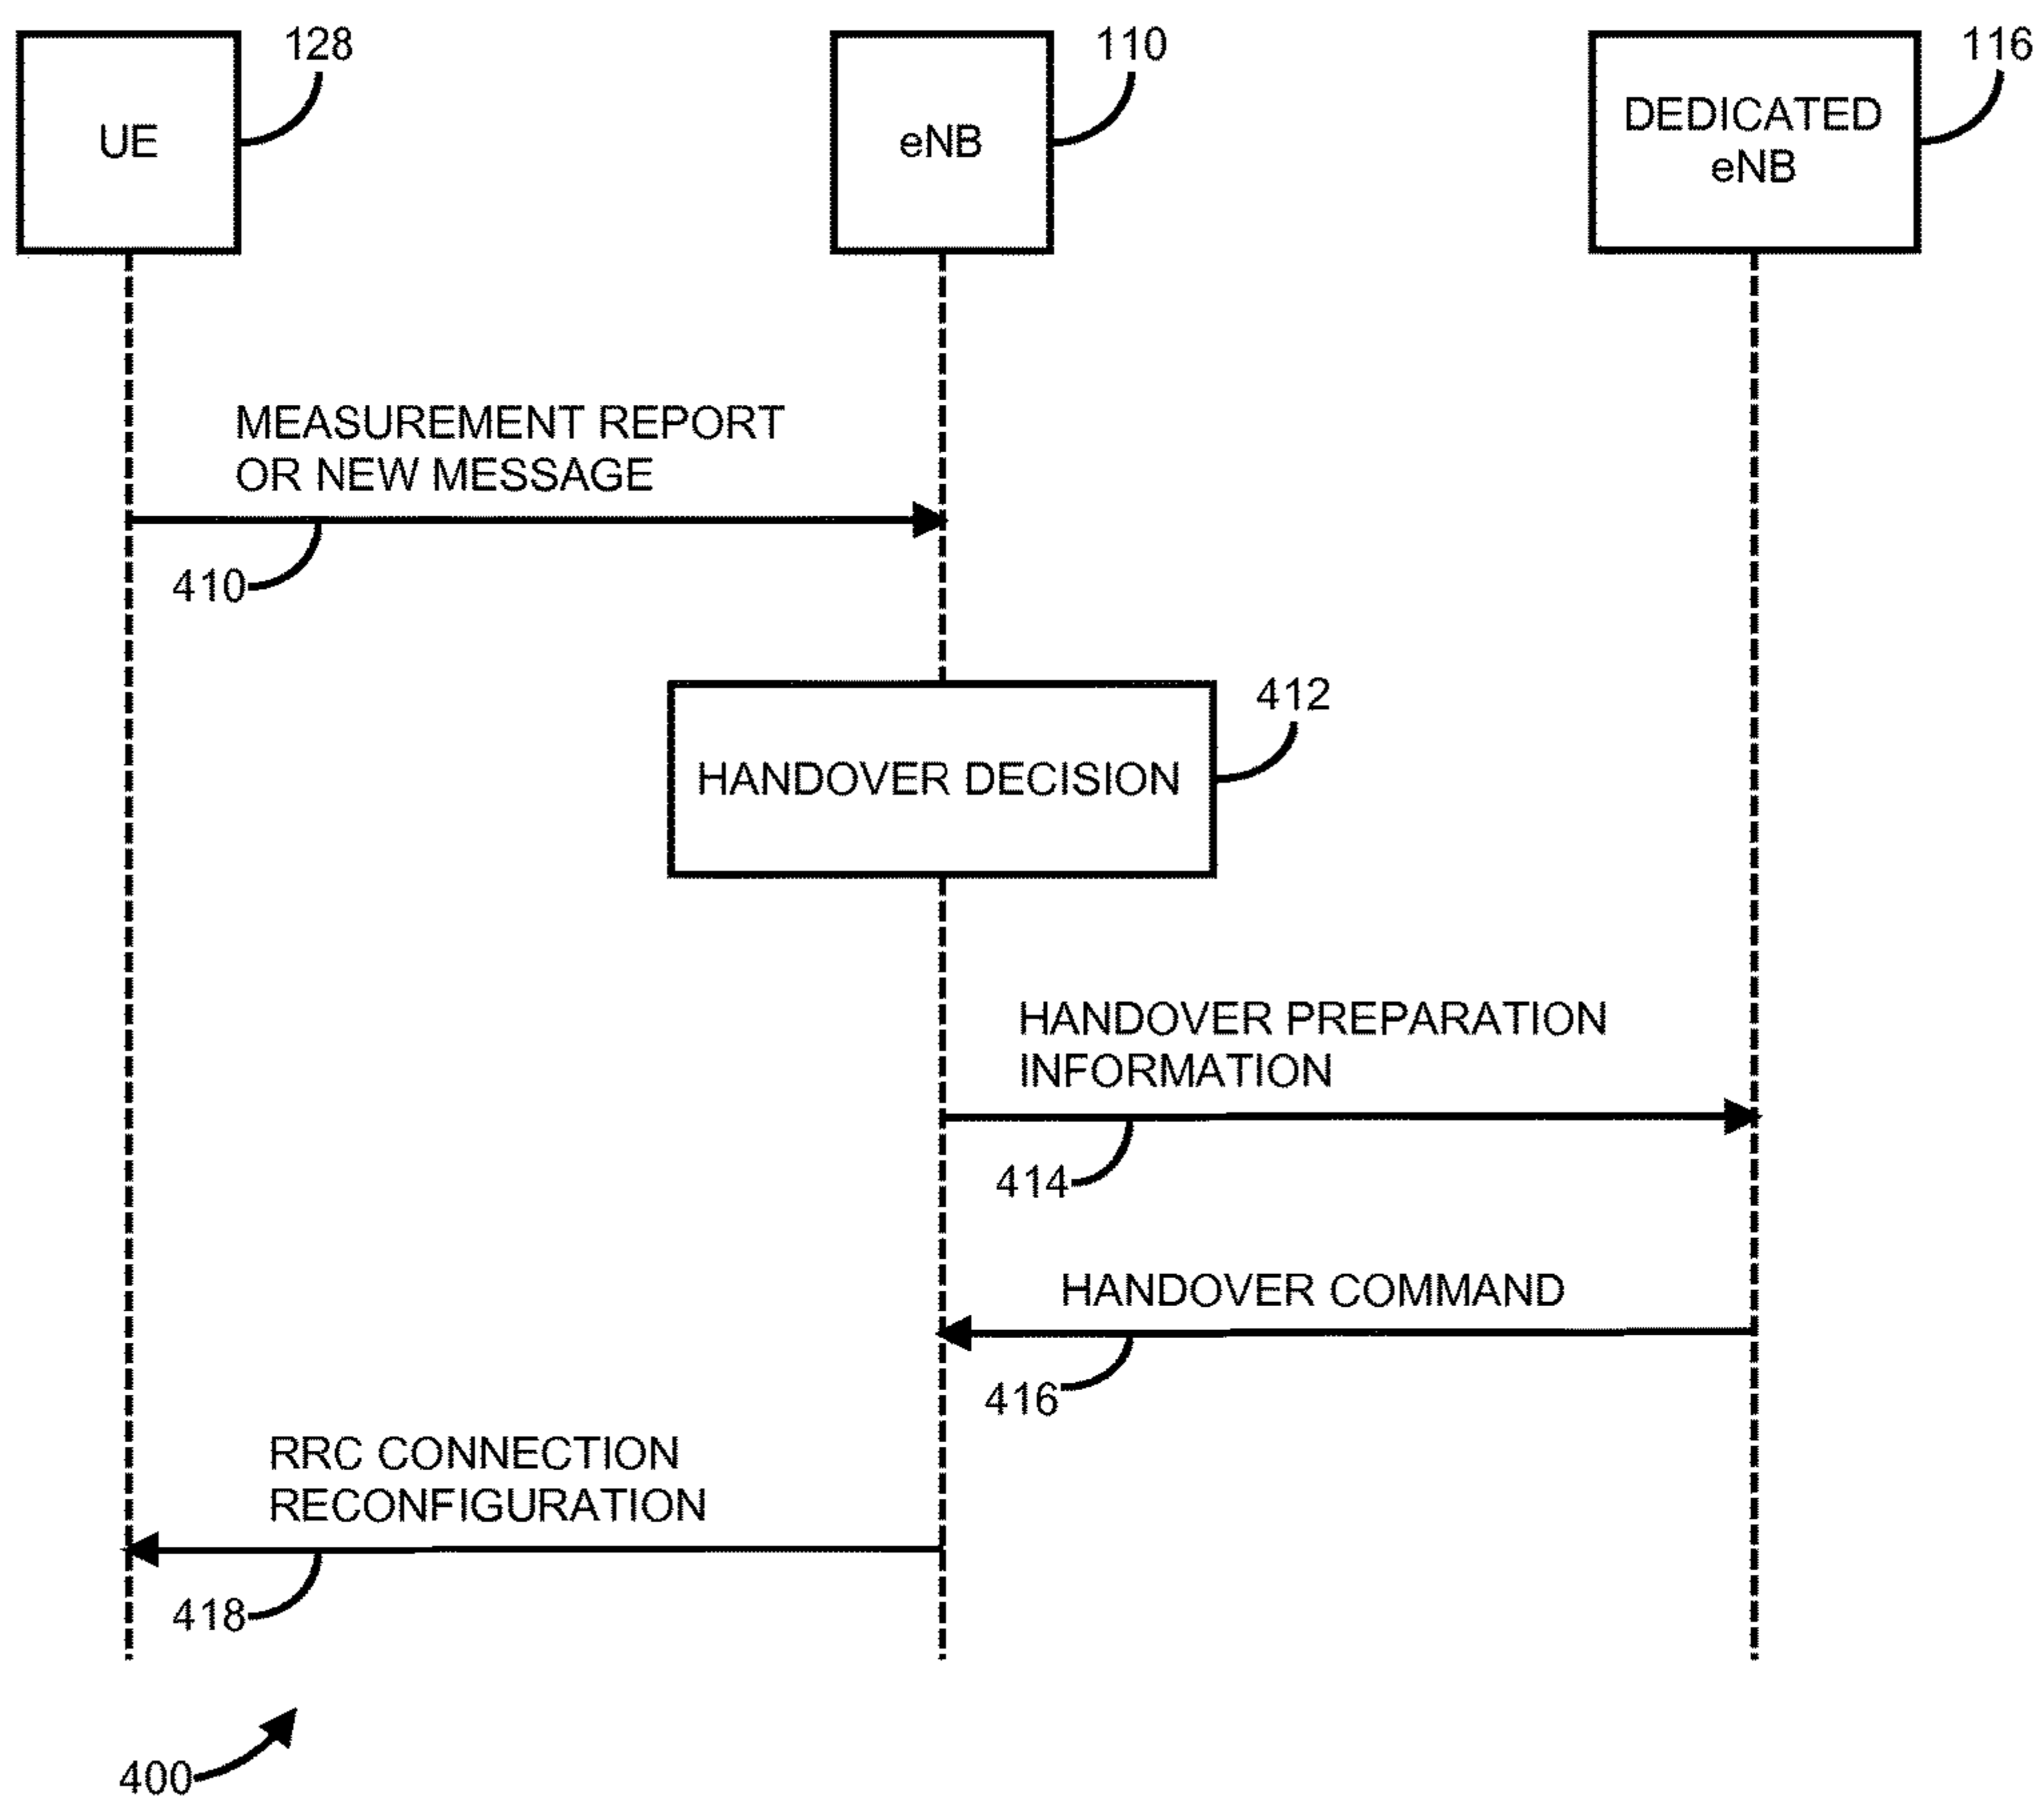 128
110
116
UE
eNB
DEDICATED
eNB
MEASUREMENT REPORT
OR NEW MESSAGE
410
412
HANDOVER DECISION
HANDOVER PREPARATION
INFORMATION
414
HANDOVER COMMAND
416
RRC CONNECTION
RECONFIGURATION
418
400